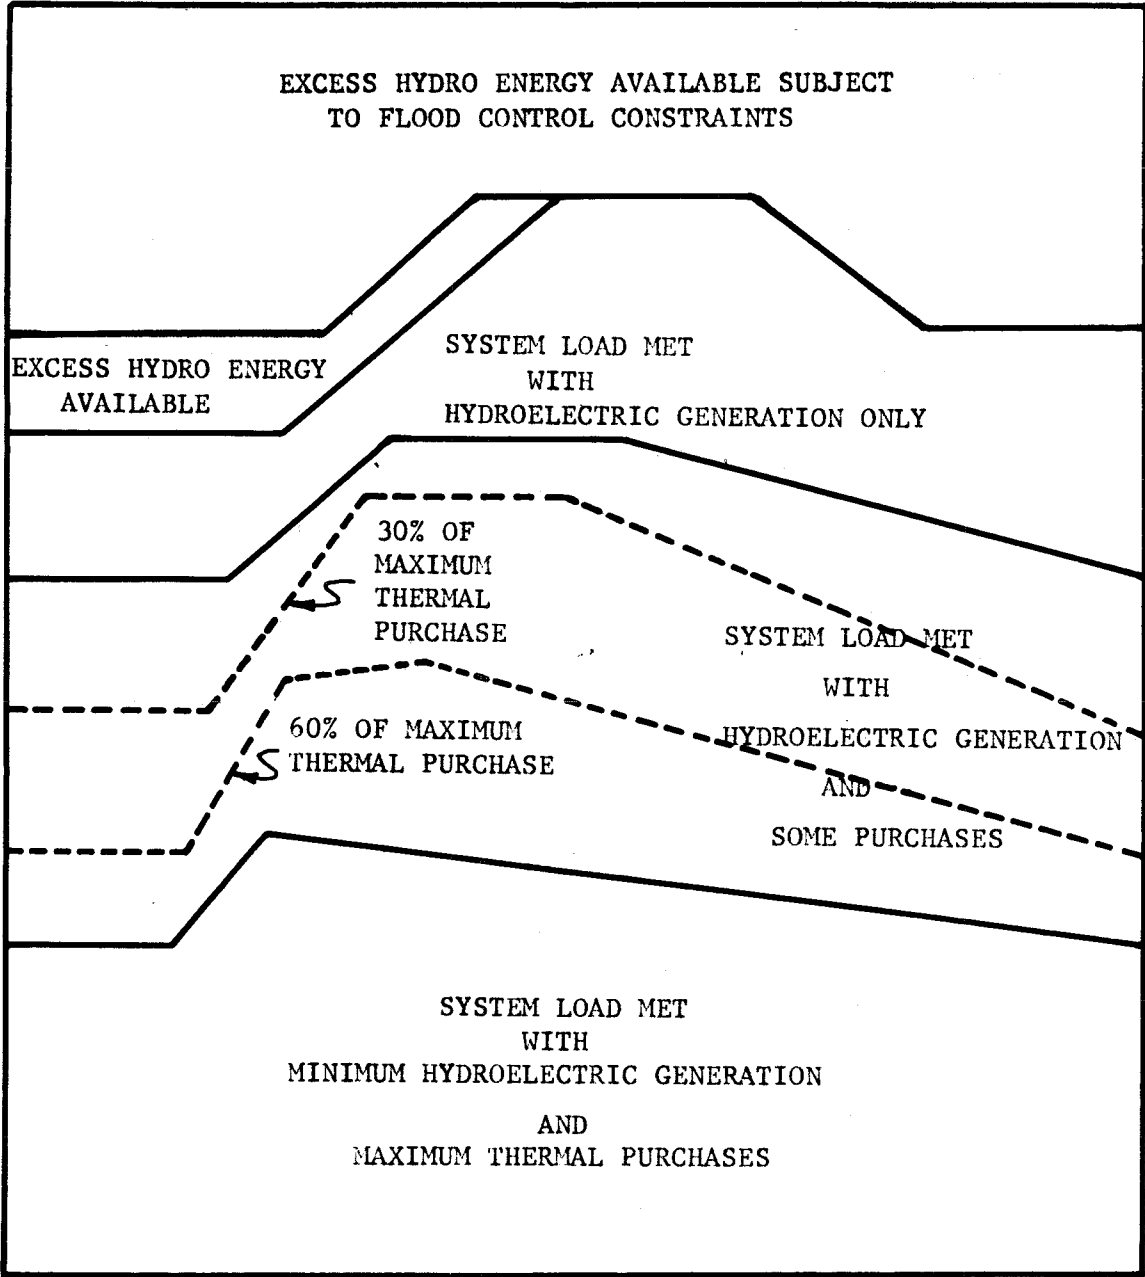 EXCESS HYDRO ENERGY AVAILABLE SUBJECT
TO FLOOD CONTROL CONSTRAINTS
EXCESS HYDRO ENERGY
AVAILABLE
SYSTEM LOAD MET
WITH
HYDROELECTRIC GENERATION ONLY
30% OF
MAXIMUM
THERMAL
PURCHASE
SYSTEM LOAD MET
WITH
HYDROELECTRIC GENERATION
AND
SOME PURCHASES
60% OF MAXIMUM
THERMAL PURCHASE
SYSTEM LOAD MET
WITH
MINIMUM HYDROELECTRIC GENERATION
AND
MAXIMUM THERMAL PURCHASES